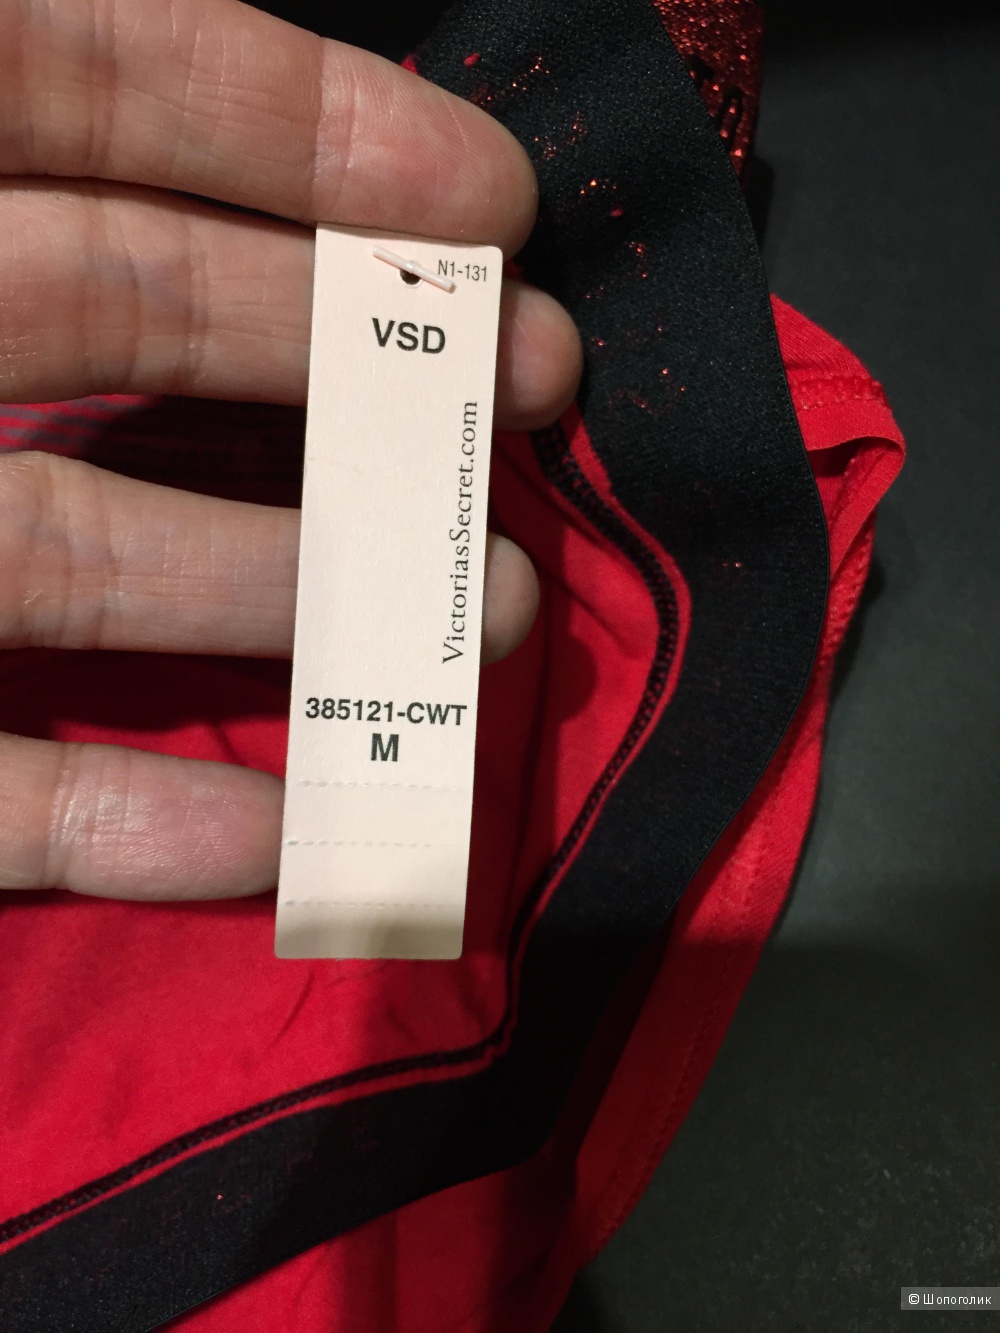 N1-131
VSD
VictoriasSecret.com
385121-CWT
M
© Шопоголик